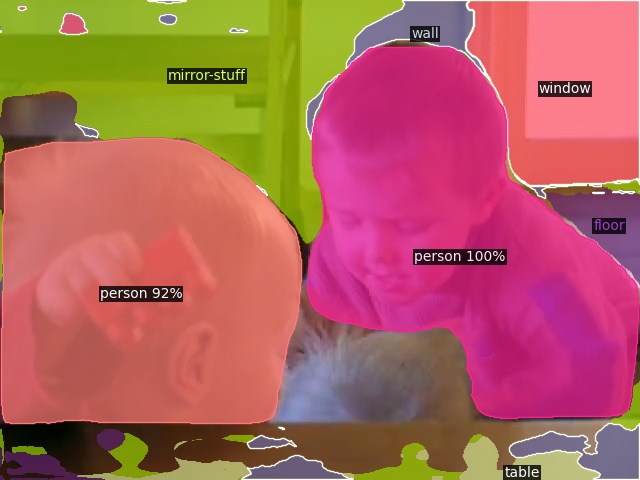 wall
mirror-stuff
window
floor
person 100%
person 92%
table